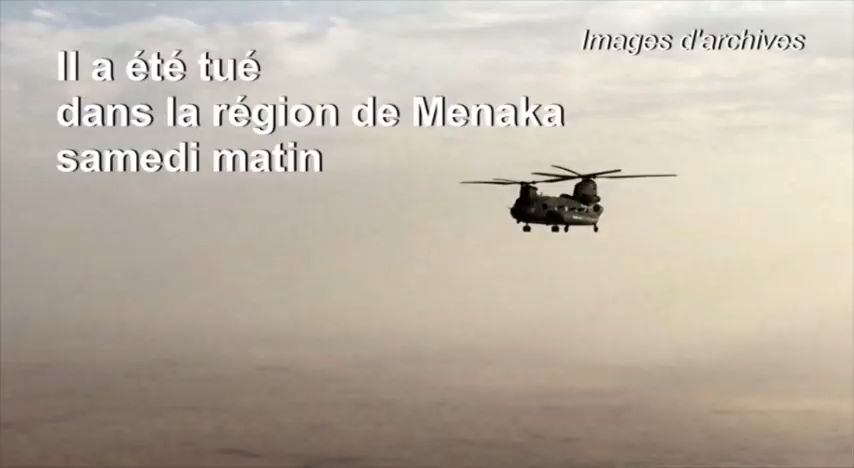 Images d'archives
Il a été tué
dans la région de Menaka
samedi matin